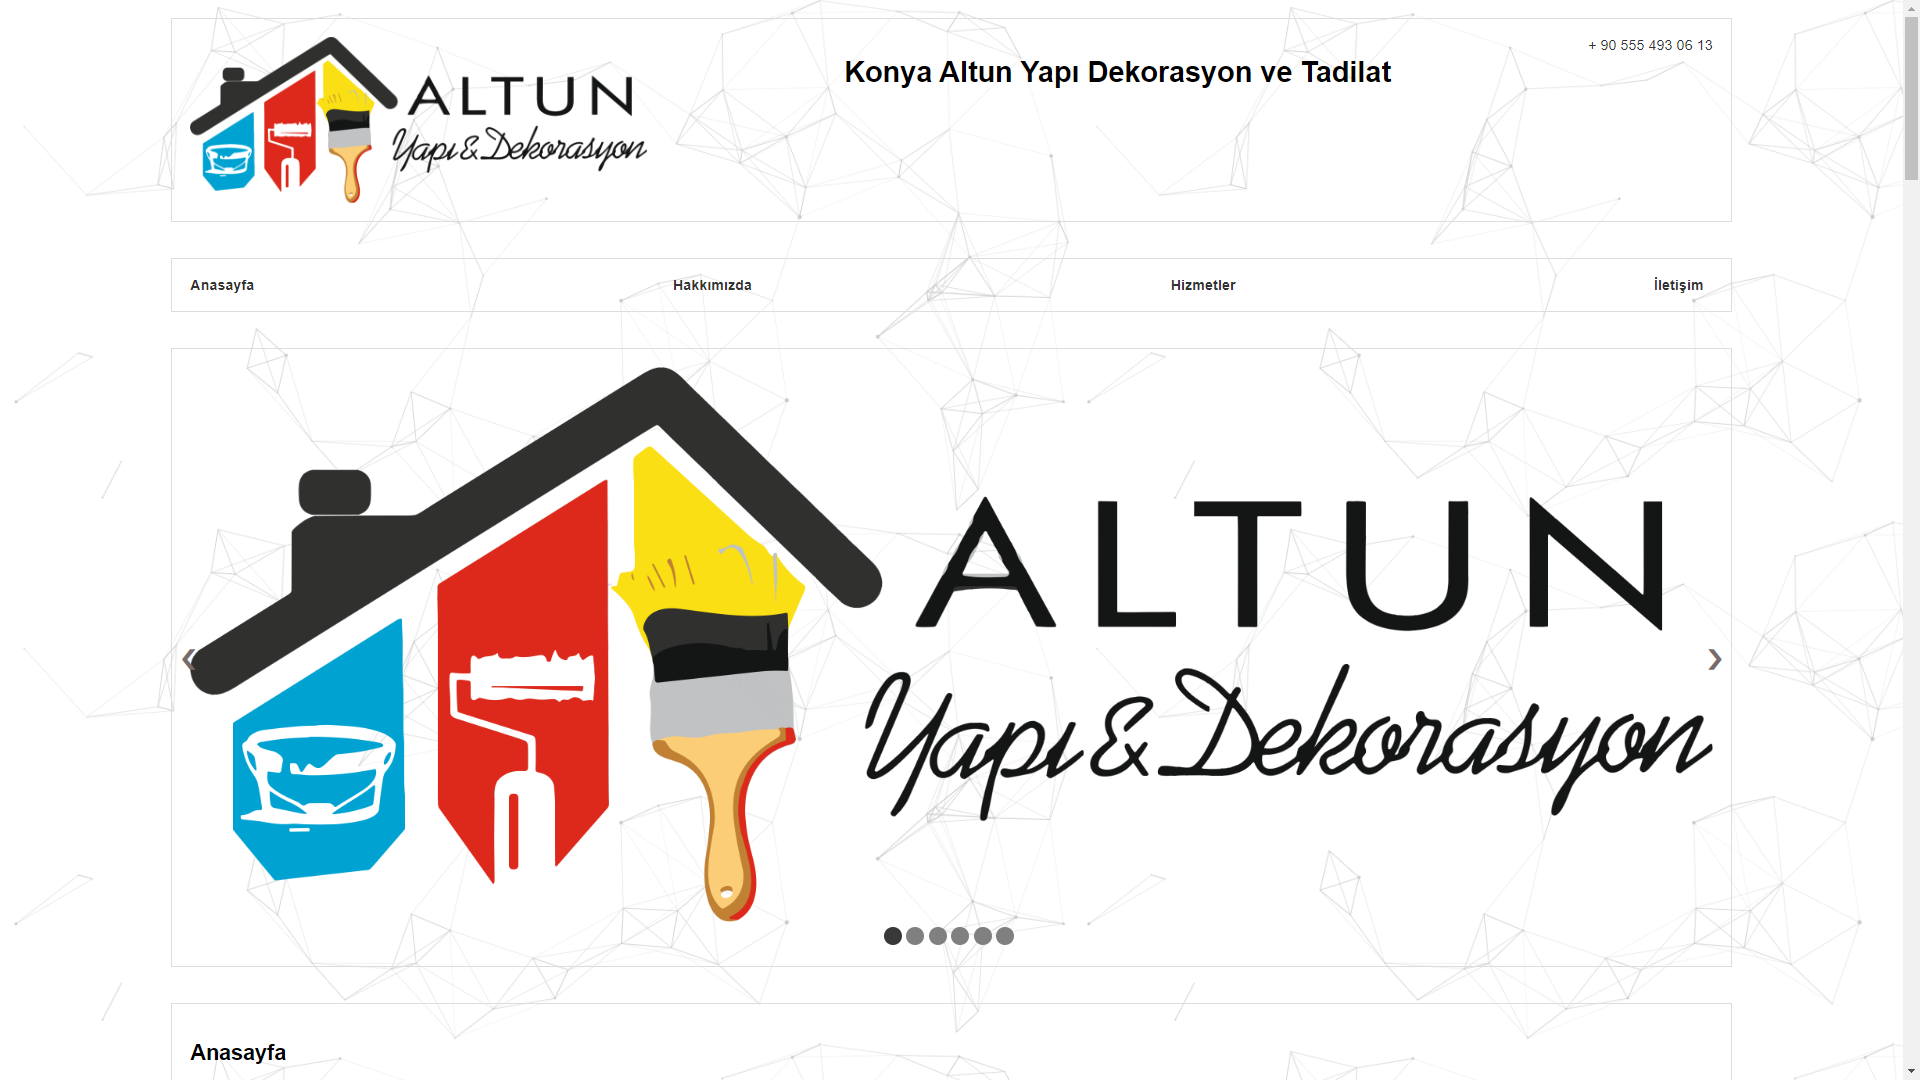 ALTUN
Yapı & Dekorasyon
Konya Altun Yapı Dekorasyon ve Tadilat
+ 90 555 493 06 13
Anasayfa
Hakkımızda
Hizmetler
İletişim
ALTUN
Yapı & Dekorasyon
Anasayfa